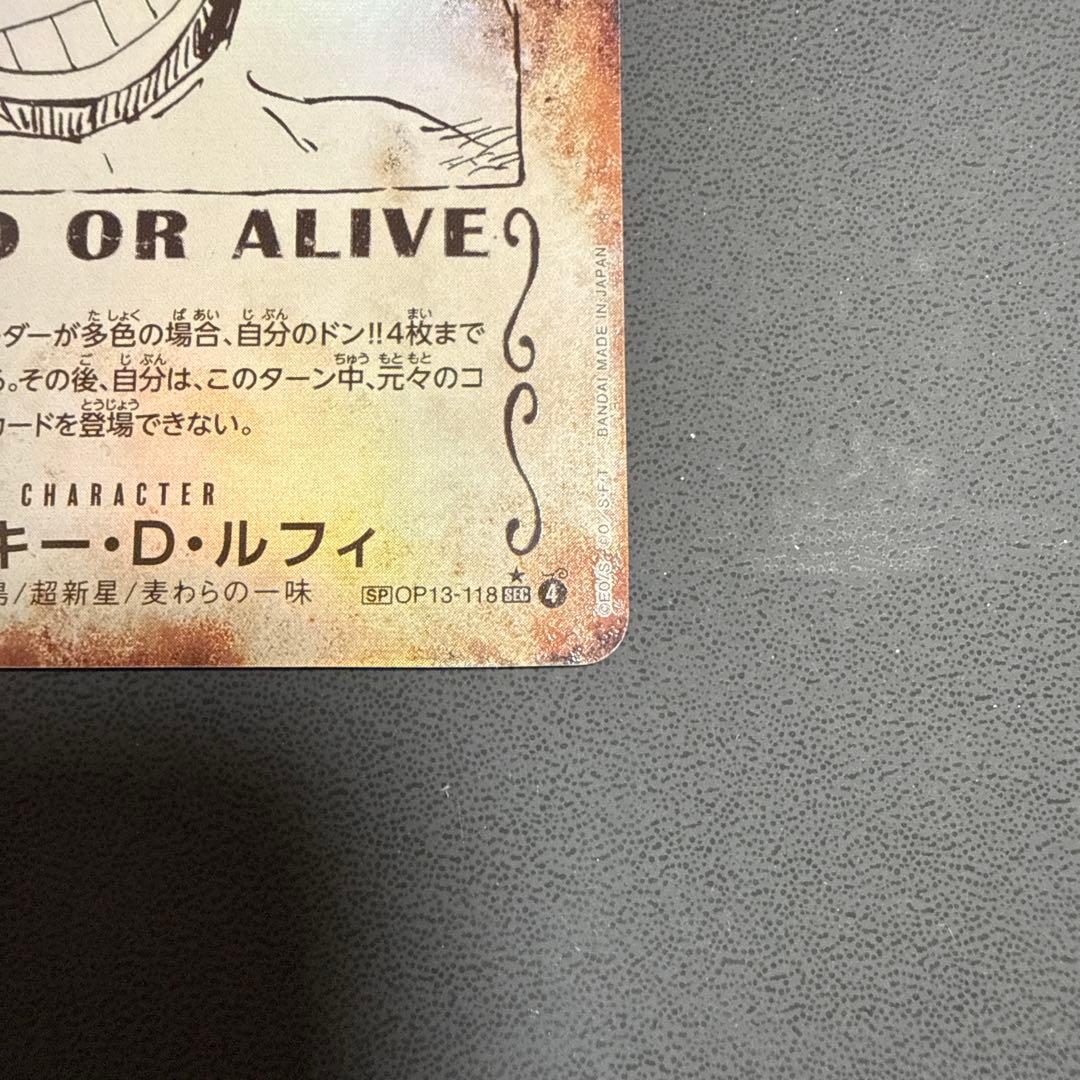 OR ALIVE
ダーが多色の場合、自分のドン!!4枚まで
た しょく ば あい じ ぶん まい
。その後、自分は、このターン中、元々のコ
ご じ ぶん ちゅう もともと
カードを登場できない。
とうじょう
CHARACTER
キー・D・ルフィ
/超新星/麦わらの一味
SP OP13-118 SEC 4
BANDAI MADE IN JAPAN